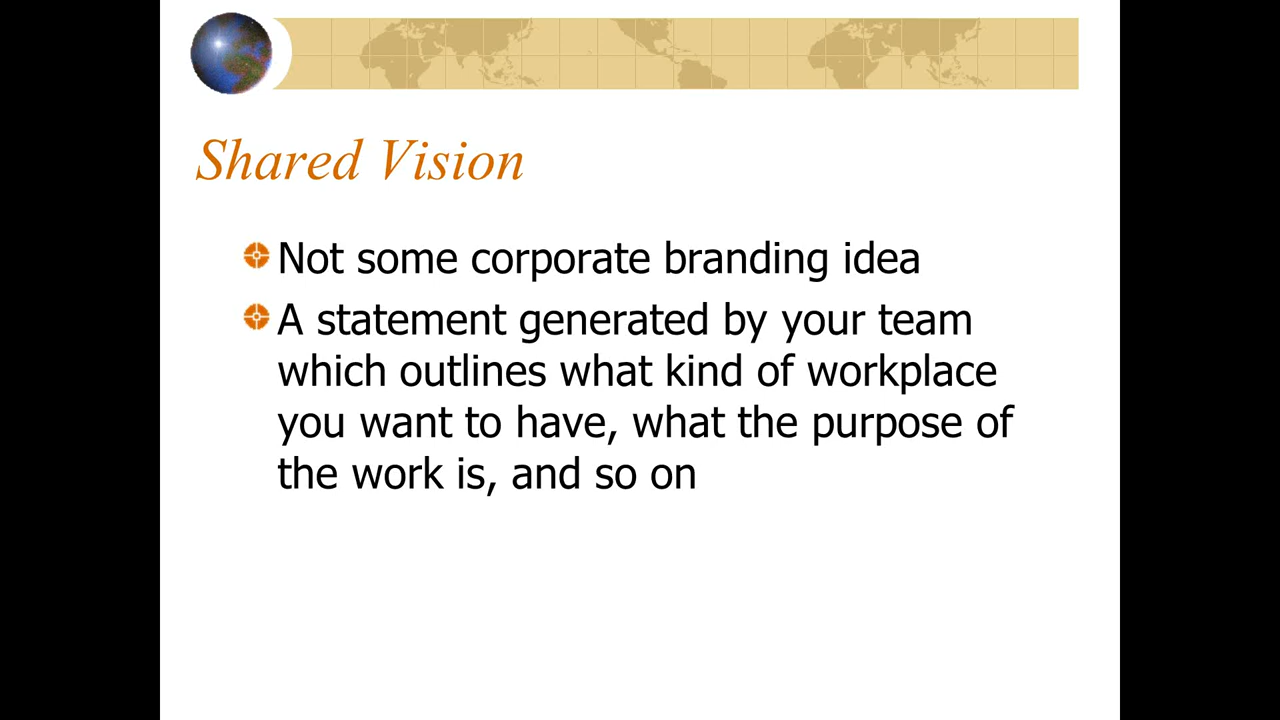 Shared Vision
Not some corporate branding idea
A statement generated by your team
which outlines what kind of workplace
you want to have, what the purpose of
the work is, and so on